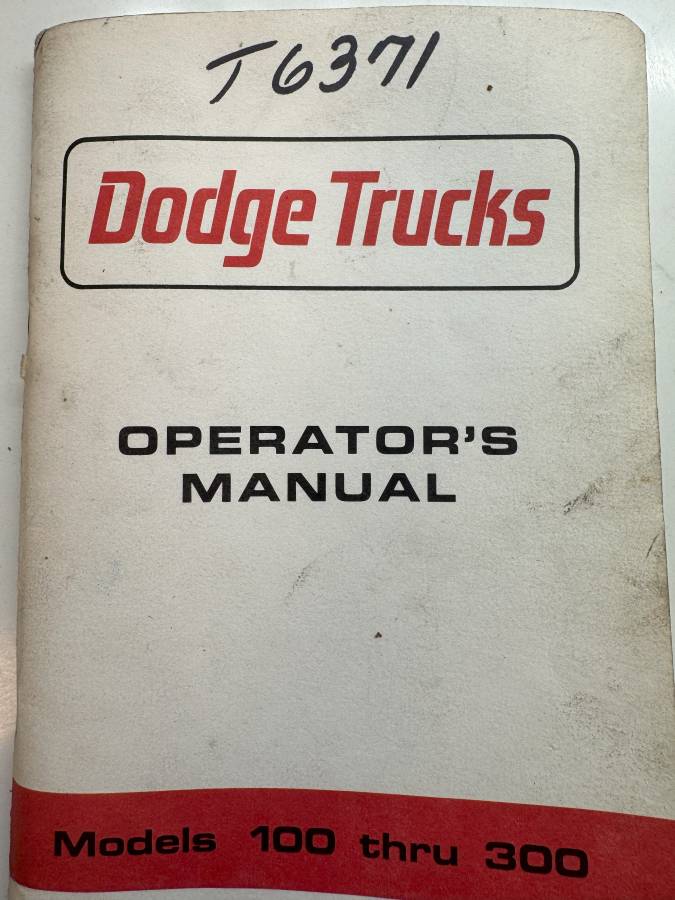 T6371
Dodge Trucks
OPERATOR'S
MANUAL
Models 100 thru 300